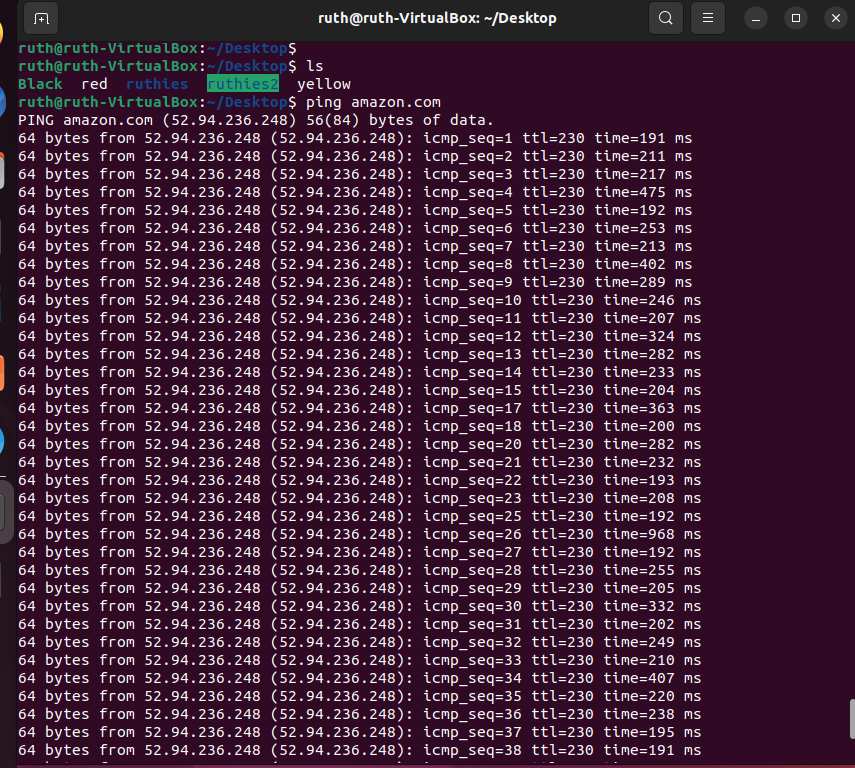 ruth@ruth-VirtualBox: ~/Desktop
ruth@ruth-VirtualBox:~/Desktop$
ruth@ruth-VirtualBox:~/Desktop$ ls
Black  red  ruthies  ruthies2  yellow
ruth@ruth-VirtualBox:~/Desktop$ ping amazon.com
PING amazon.com (52.94.236.248) 56(84) bytes of data.
64 bytes from 52.94.236.248 (52.94.236.248): icmp_seq=1 ttl=230 time=191 ms
64 bytes from 52.94.236.248 (52.94.236.248): icmp_seq=2 ttl=230 time=211 ms
64 bytes from 52.94.236.248 (52.94.236.248): icmp_seq=3 ttl=230 time=217 ms
64 bytes from 52.94.236.248 (52.94.236.248): icmp_seq=4 ttl=230 time=475 ms
64 bytes from 52.94.236.248 (52.94.236.248): icmp_seq=5 ttl=230 time=192 ms
64 bytes from 52.94.236.248 (52.94.236.248): icmp_seq=6 ttl=230 time=253 ms
64 bytes from 52.94.236.248 (52.94.236.248): icmp_seq=7 ttl=230 time=213 ms
64 bytes from 52.94.236.248 (52.94.236.248): icmp_seq=8 ttl=230 time=402 ms
64 bytes from 52.94.236.248 (52.94.236.248): icmp_seq=9 ttl=230 time=289 ms
64 bytes from 52.94.236.248 (52.94.236.248): icmp_seq=10 ttl=230 time=246 ms
64 bytes from 52.94.236.248 (52.94.236.248): icmp_seq=11 ttl=230 time=207 ms
64 bytes from 52.94.236.248 (52.94.236.248): icmp_seq=12 ttl=230 time=324 ms
64 bytes from 52.94.236.248 (52.94.236.248): icmp_seq=13 ttl=230 time=282 ms
64 bytes from 52.94.236.248 (52.94.236.248): icmp_seq=14 ttl=230 time=233 ms
64 bytes from 52.94.236.248 (52.94.236.248): icmp_seq=15 ttl=230 time=204 ms
64 bytes from 52.94.236.248 (52.94.236.248): icmp_seq=17 ttl=230 time=363 ms
64 bytes from 52.94.236.248 (52.94.236.248): icmp_seq=18 ttl=230 time=200 ms
64 bytes from 52.94.236.248 (52.94.236.248): icmp_seq=20 ttl=230 time=282 ms
64 bytes from 52.94.236.248 (52.94.236.248): icmp_seq=21 ttl=230 time=232 ms
64 bytes from 52.94.236.248 (52.94.236.248): icmp_seq=22 ttl=230 time=193 ms
64 bytes from 52.94.236.248 (52.94.236.248): icmp_seq=23 ttl=230 time=208 ms
64 bytes from 52.94.236.248 (52.94.236.248): icmp_seq=25 ttl=230 time=192 ms
64 bytes from 52.94.236.248 (52.94.236.248): icmp_seq=26 ttl=230 time=968 ms
64 bytes from 52.94.236.248 (52.94.236.248): icmp_seq=27 ttl=230 time=192 ms
64 bytes from 52.94.236.248 (52.94.236.248): icmp_seq=28 ttl=230 time=255 ms
64 bytes from 52.94.236.248 (52.94.236.248): icmp_seq=29 ttl=230 time=205 ms
64 bytes from 52.94.236.248 (52.94.236.248): icmp_seq=30 ttl=230 time=332 ms
64 bytes from 52.94.236.248 (52.94.236.248): icmp_seq=31 ttl=230 time=202 ms
64 bytes from 52.94.236.248 (52.94.236.248): icmp_seq=32 ttl=230 time=249 ms
64 bytes from 52.94.236.248 (52.94.236.248): icmp_seq=33 ttl=230 time=210 ms
64 bytes from 52.94.236.248 (52.94.236.248): icmp_seq=34 ttl=230 time=407 ms
64 bytes from 52.94.236.248 (52.94.236.248): icmp_seq=35 ttl=230 time=220 ms
64 bytes from 52.94.236.248 (52.94.236.248): icmp_seq=36 ttl=230 time=238 ms
64 bytes from 52.94.236.248 (52.94.236.248): icmp_seq=37 ttl=230 time=195 ms
64 bytes from 52.94.236.248 (52.94.236.248): icmp_seq=38 ttl=230 time=191 ms